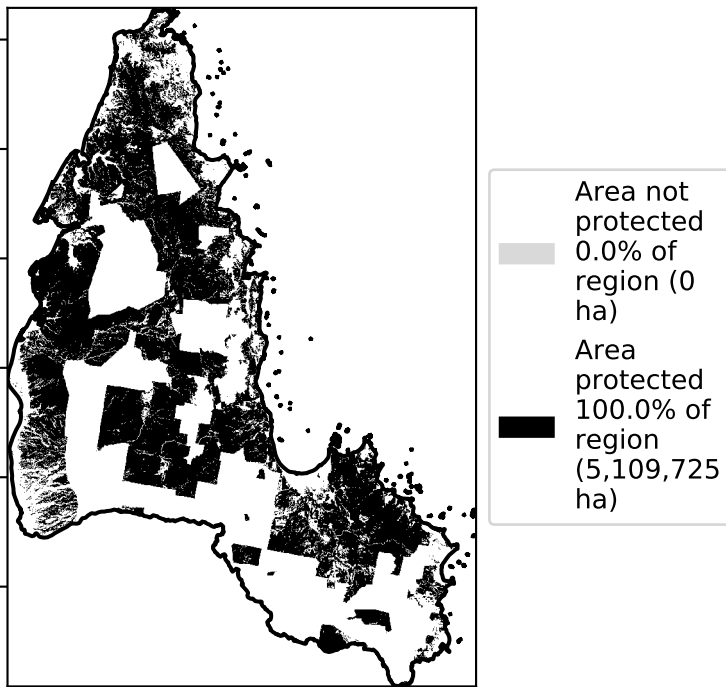 Area not
protected
0.0% of
region (0
ha)
Area
protected
100.0% of
region
(5,109,725
ha)